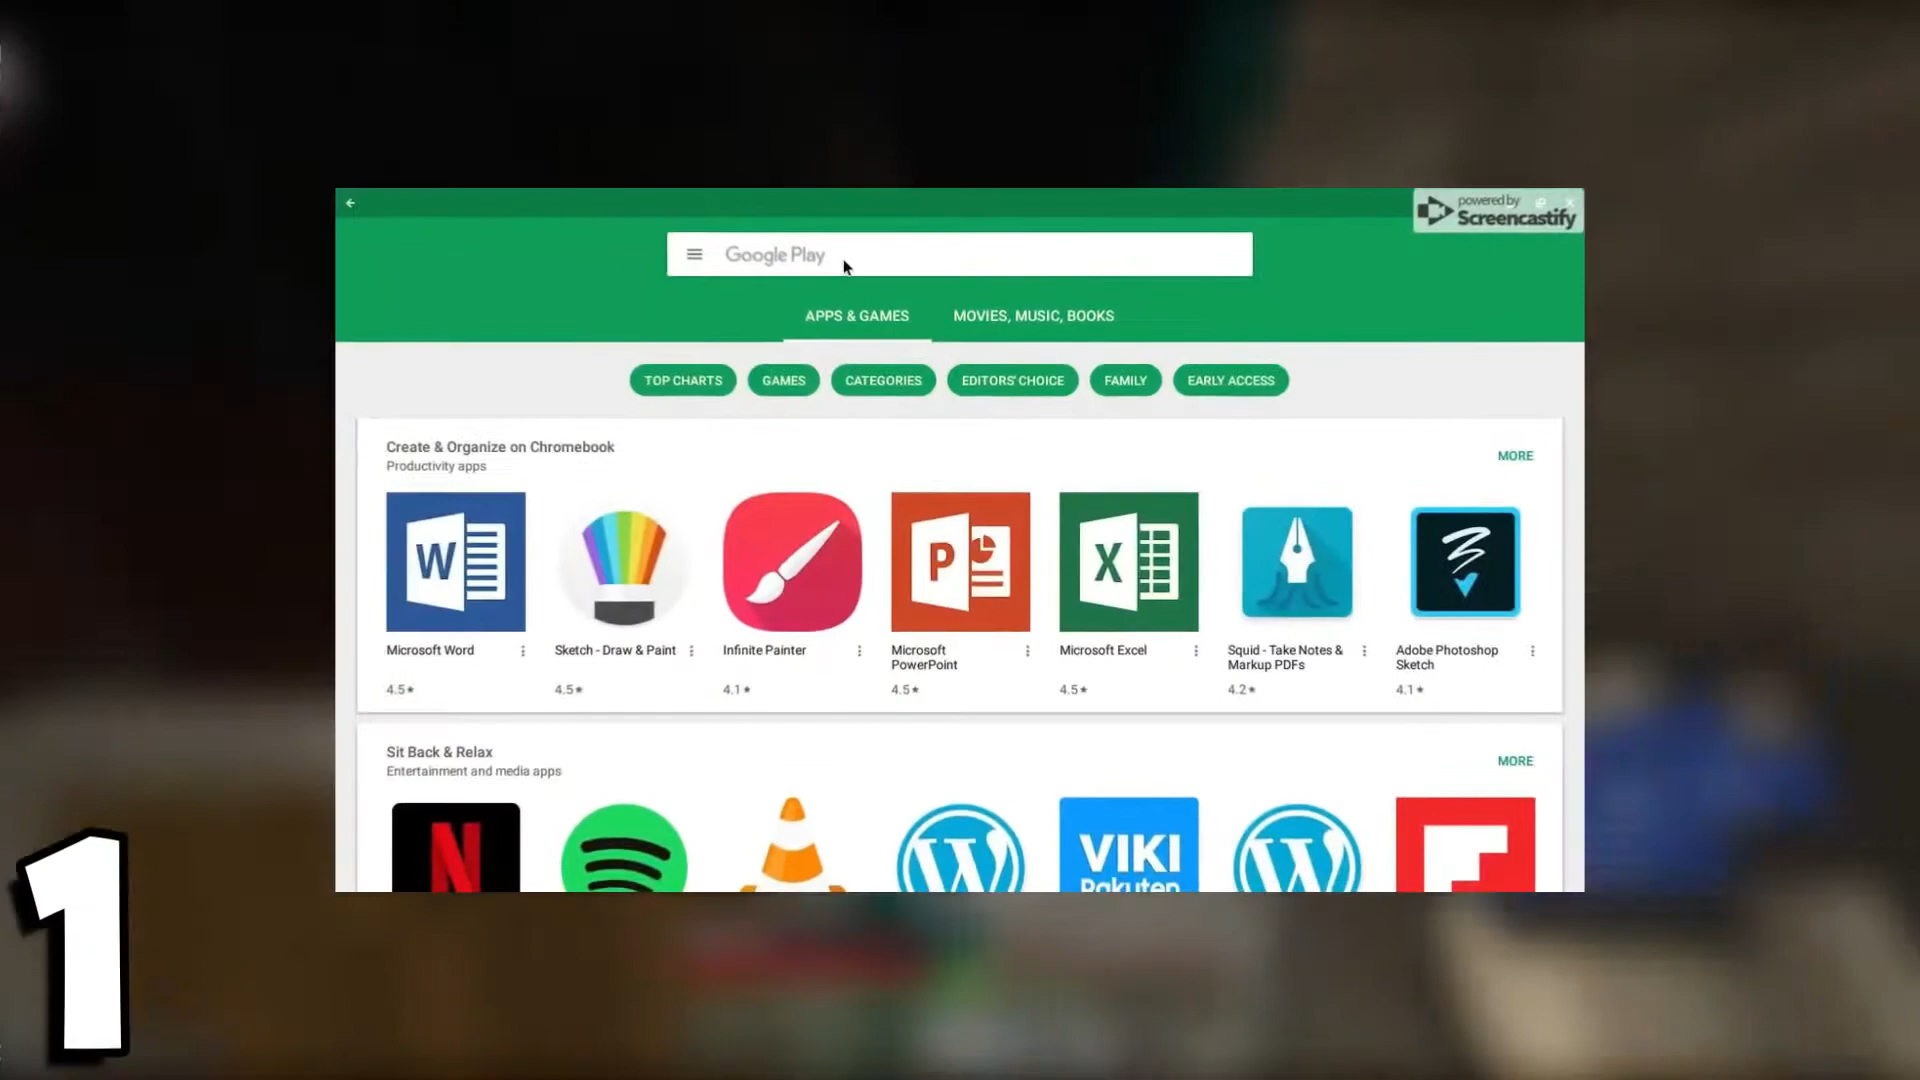 powered by
Screencastify
Google Play
APPS & GAMES
MOVIES, MUSIC, BOOKS
TOP CHARTS
GAMES
CATEGORIES
EDITORS' CHOICE
FAMILY
EARLY ACCESS
Create & Organize on Chromebook
Productivity apps
MORE
W
P
X
Microsoft Word
Sketch - Draw & Paint
Infinite Painter
Microsoft
PowerPoint
Microsoft Excel
Squid - Take Notes &
Markup PDFs
Adobe Photoshop
Sketch
4.5★
4.5★
4.1★
4.5★
4.5★
4.2★
4.1★
Sit Back & Relax
Entertainment and media apps
MORE
N
W
VIKI
Rakuten
W
1